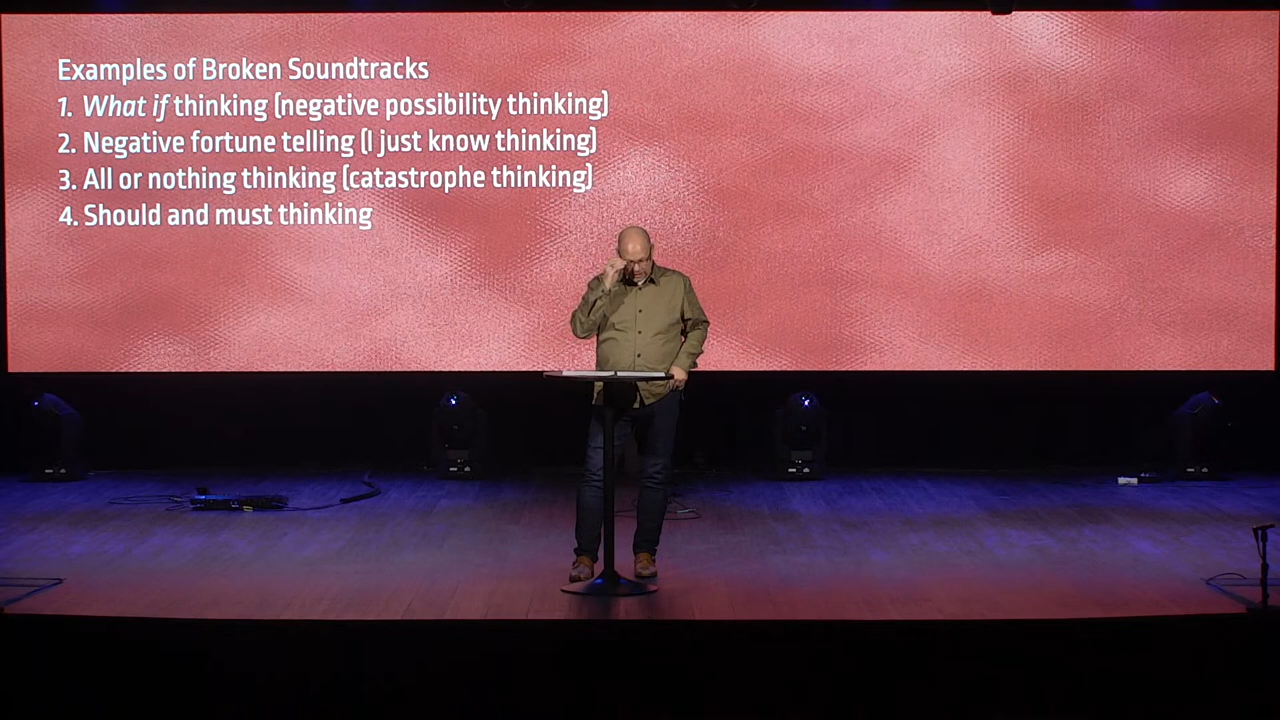 Examples of Broken Soundtracks
1. What if thinking (negative possibility thinking)
2. Negative fortune telling (I just know thinking)
3. All or nothing thinking (catastrophe thinking)
4. Should and must thinking